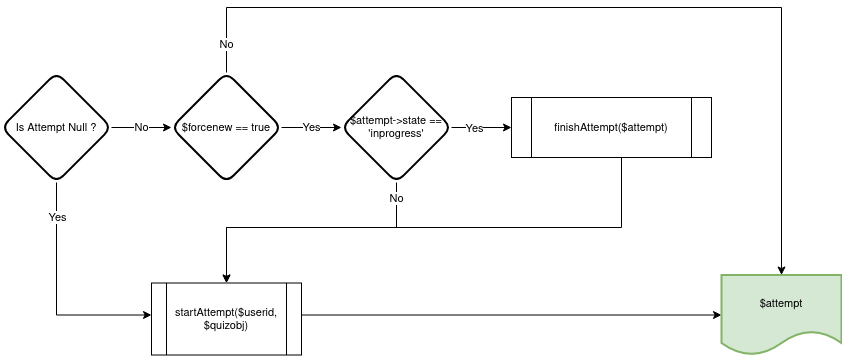 No
Is Attempt Null ?
No
$forcenew == true
Yes
$attempt->state ==
'inprogress'
Yes
finishAttempt($attempt)
No
Yes
startAttempt($userid,
$quizobj)
$attempt